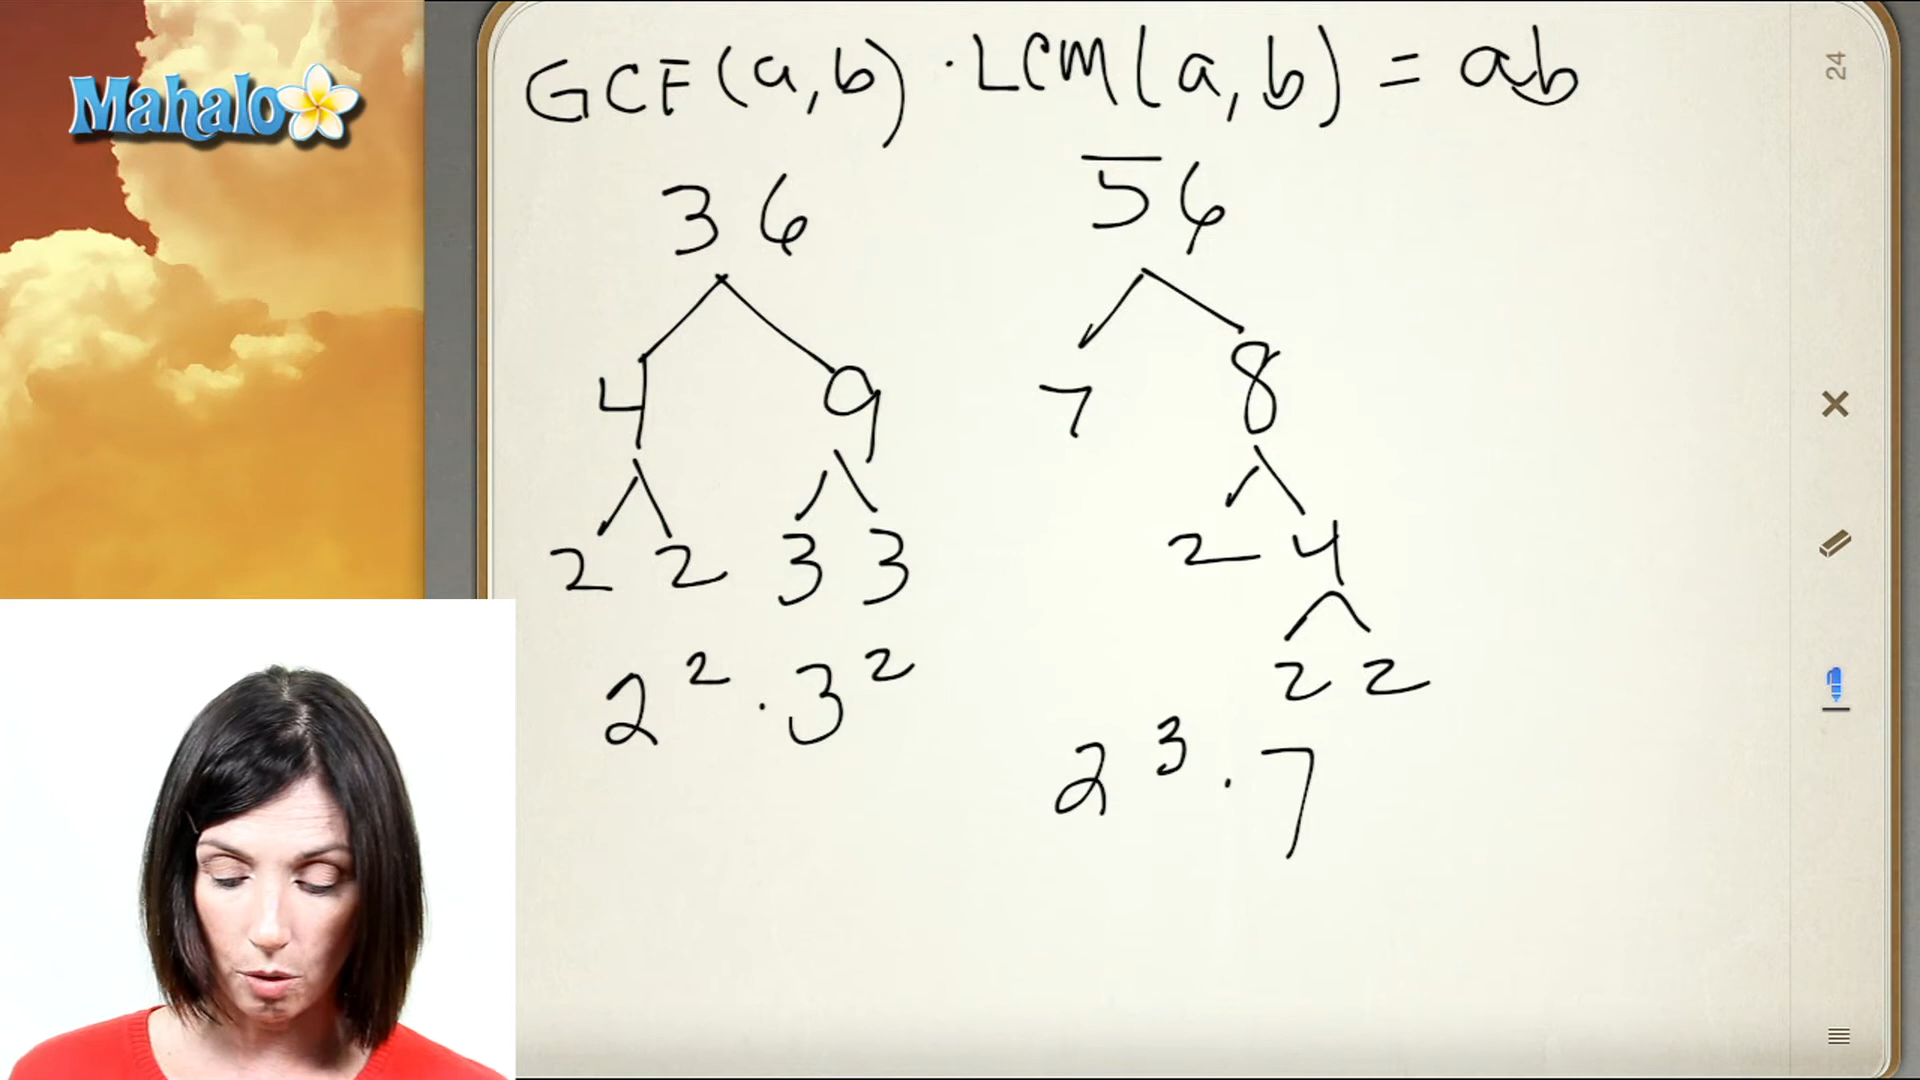 Mahalo
24
GCF(a,b) · LCM(a,b) = ab
36 56
4 9 7 8
2 2 3 3 2 4
2 2
2² · 3²
2³ · 7